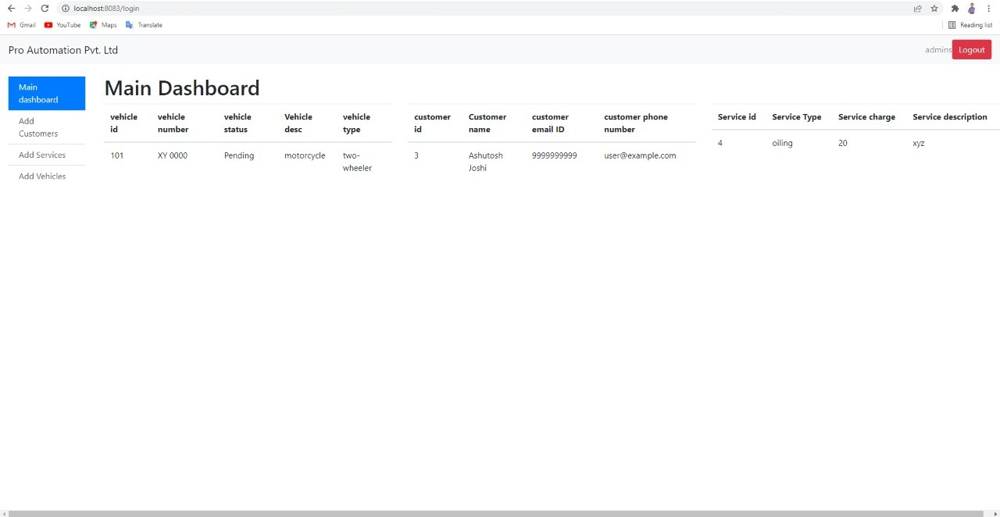 localhost:8083/login
Gmail YouTube Maps Translate Reading list
Pro Automation Pvt. Ltd admins Logout
Main
dashboard
Add
Customers
Add Services
Add Vehicles
Main Dashboard
vehicle id vehicle number vehicle status Vehicle desc vehicle type
101 XY 0000 Pending motorcycle two-wheeler
customer id Customer name customer email ID customer phone number
3 Ashutosh Joshi 9999999999 user@example.com
Service id Service Type Service charge Service description
4 oiling 20 xyz